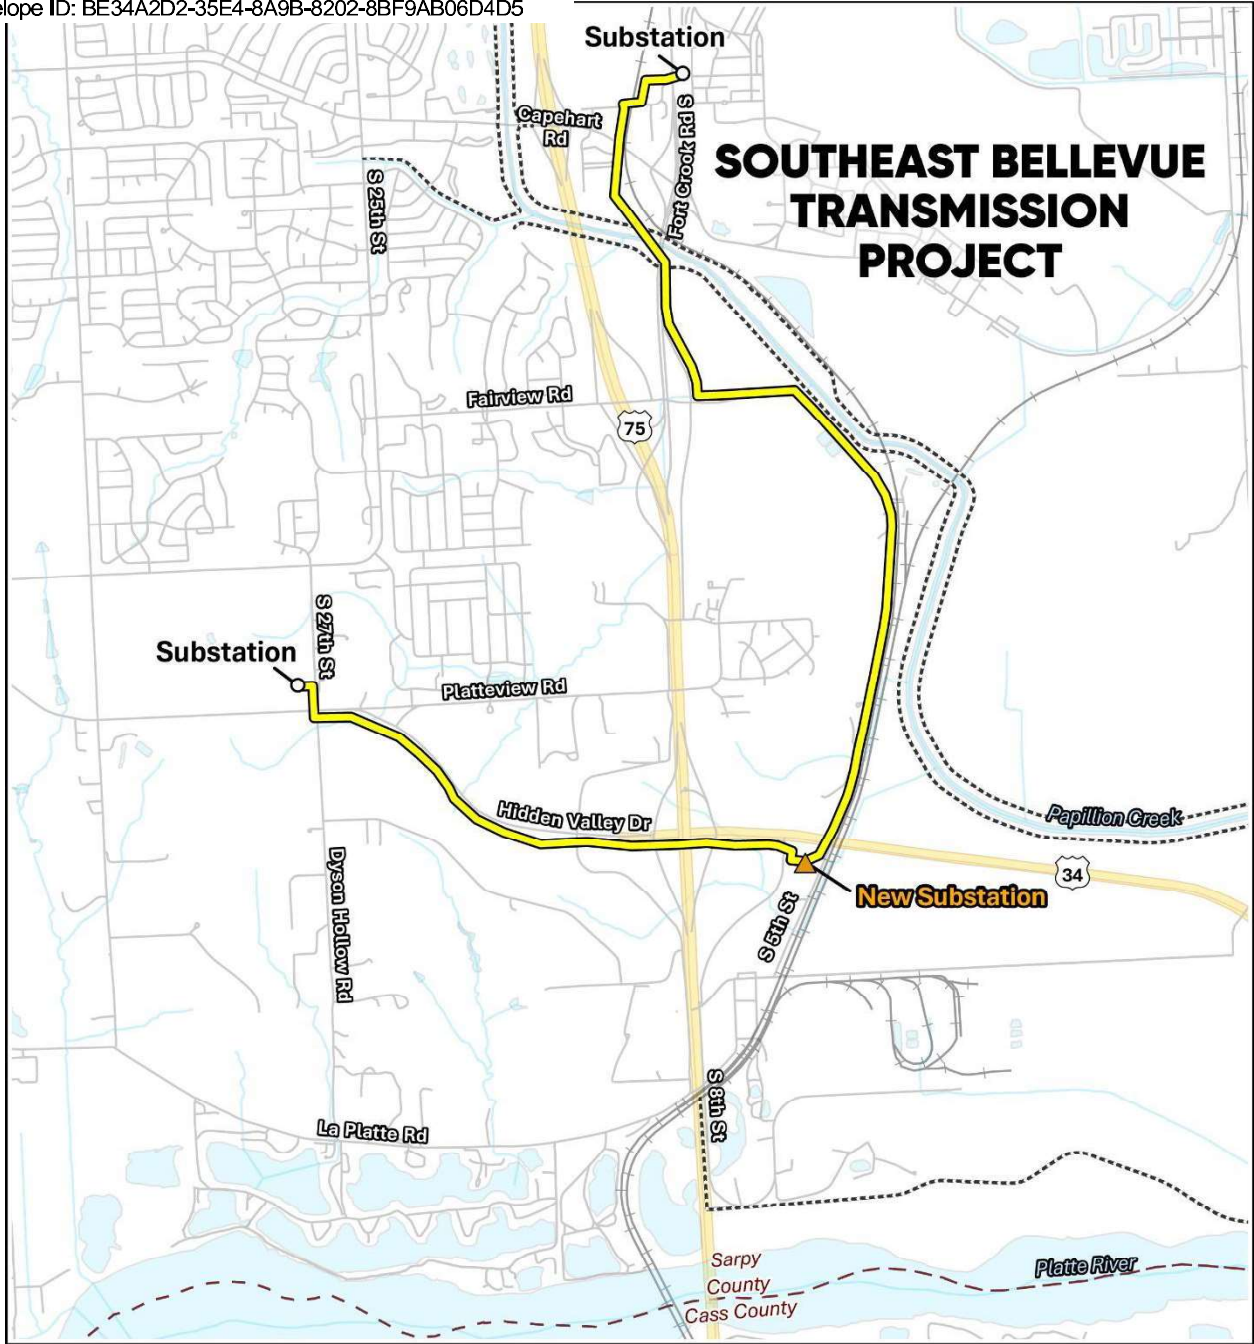 elope ID: BE34A2D2-35E4-8A9B-8202-8BF9AB06D4D5
Substation
Capehart
Rd
Fort Crook Rd S
SOUTHEAST BELLEVUE
TRANSMISSION
PROJECT
S 25th St
Fairview Rd
75
S 27th St
Substation
Platteview Rd
Hidden Valley Dr
Papillion Creek
34
New Substation
S 5th St
Dyson Hollow Rd
S 8th St
La Platte Rd
Sarpy
County
Cass County
Platte River